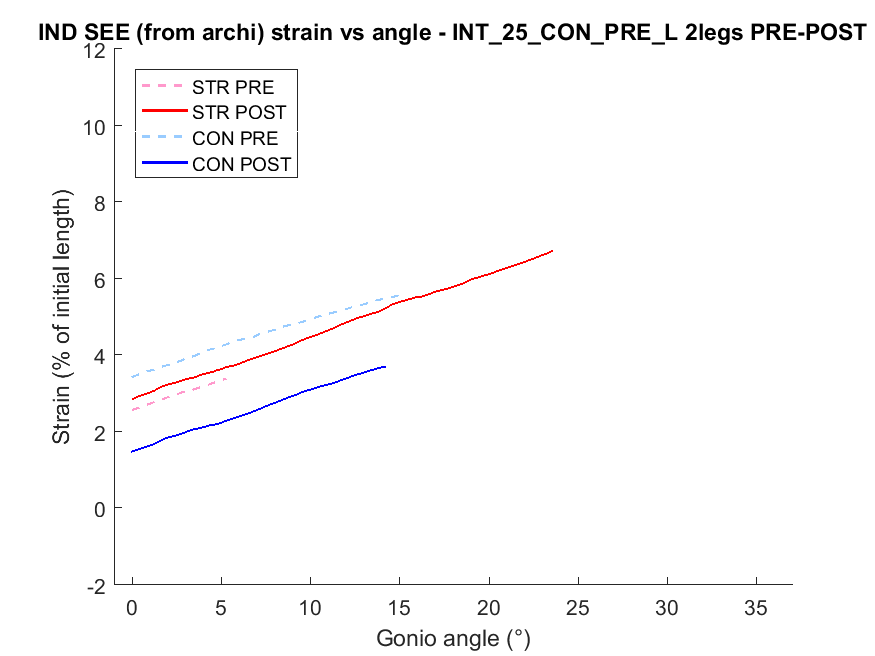 IND SEE (from archi) strain vs angle - INT_25_CON_PRE_L 2legs PRE-POST
12
10
8
6
4
2
0
-2
Strain (% of initial length)
STR PRE
STR POST
CON PRE
CON POST
0 5 10 15 20 25 30 35
Gonio angle (°)